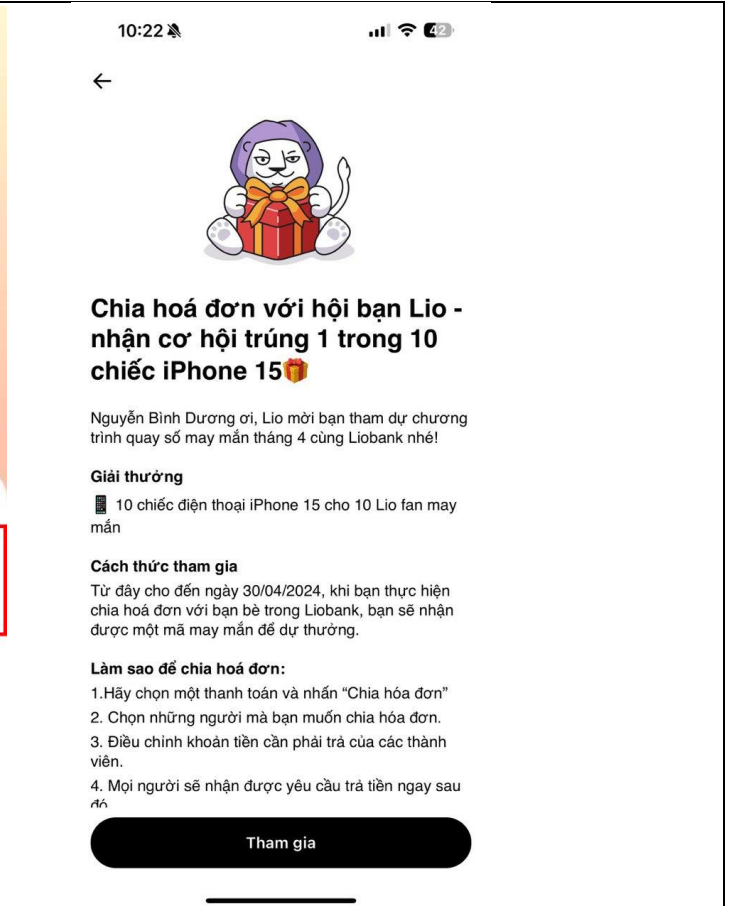 10:22
42
Chia hoá đơn với hội bạn Lio -
nhận cơ hội trúng 1 trong 10
chiếc iPhone 15🎁
Nguyễn Bình Dương ơi, Lio mời bạn tham dự chương
trình quay số may mắn tháng 4 cùng Liobank nhé!
Giải thưởng
📱 10 chiếc điện thoại iPhone 15 cho 10 Lio fan may
mắn
Cách thức tham gia
Từ đây cho đến ngày 30/04/2024, khi bạn thực hiện
chia hoá đơn với bạn bè trong Liobank, bạn sẽ nhận
được một mã may mắn để dự thưởng.
Làm sao để chia hoá đơn:
1.Hãy chọn một thanh toán và nhấn “Chia hóa đơn”
2. Chọn những người mà bạn muốn chia hóa đơn.
3. Điều chỉnh khoản tiền cần phải trả của các thành
viên.
4. Mọi người sẽ nhận được yêu cầu trả tiền ngay sau
đó
Tham gia